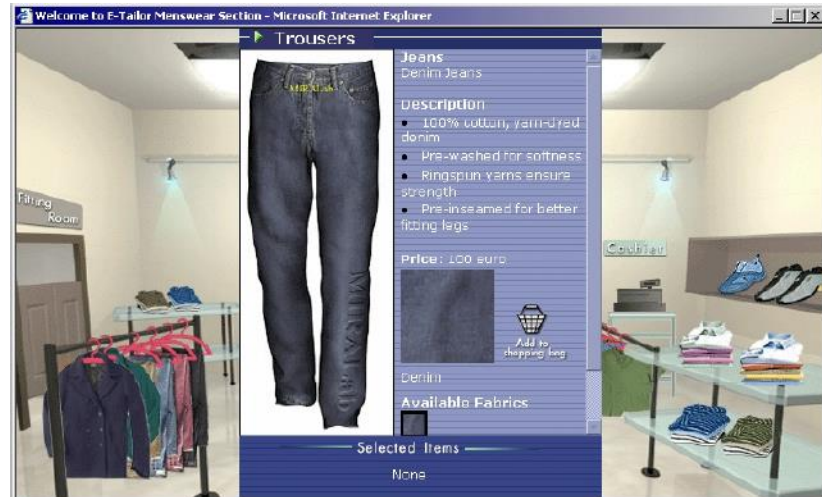 Welcome to E-Tailor Menswear Section - Microsoft Internet Explorer
Trousers
Jeans
Denim Jeans
Description
• 100% cotton, yarn-dyed
denim
• Pre-washed for softness
• Ringspun yarns ensure
strength
• Pre-inseamed for better
fitting legs
Price: 100 euro
Add to
shopping bag
Denim
Available Fabrics
Selected Items
None
Fitting
Room
Cashier
MIRALab